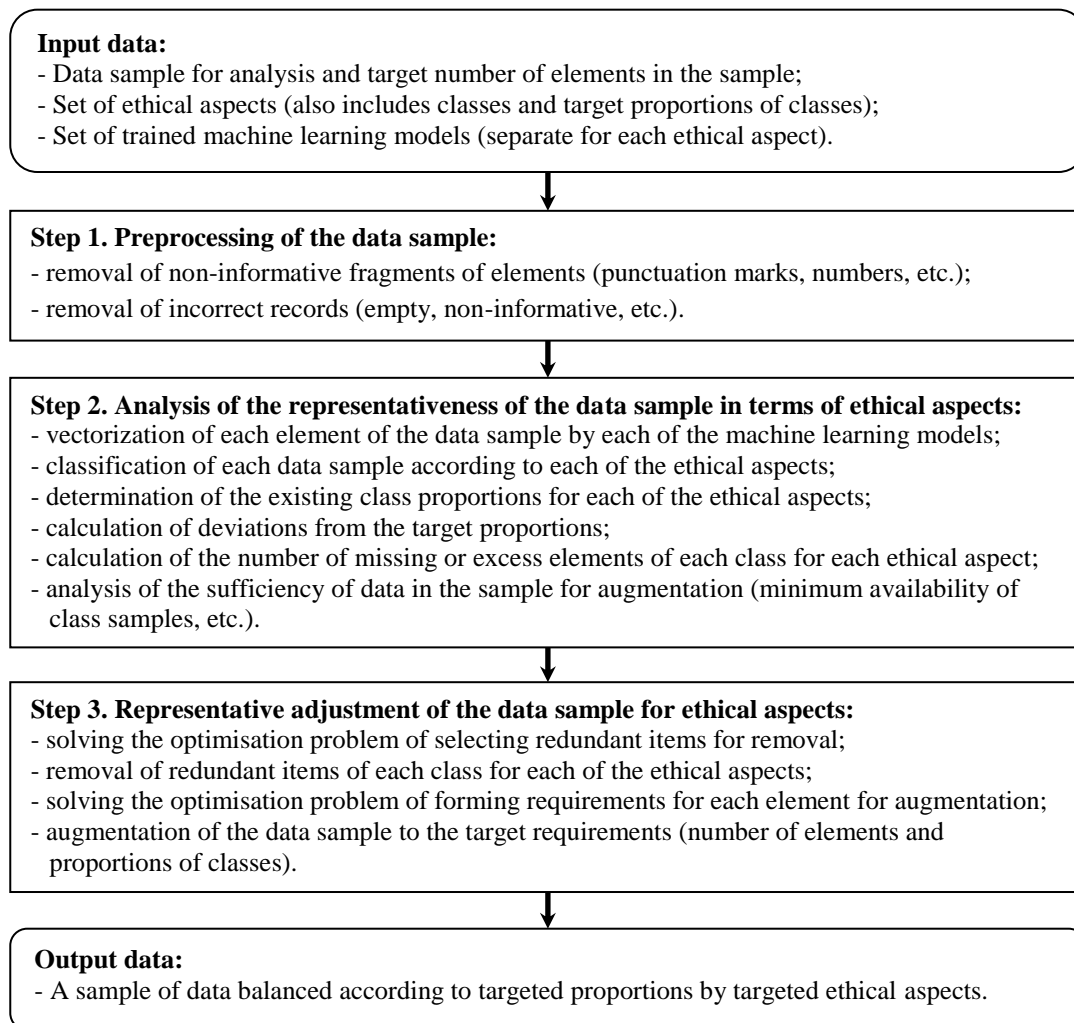 Input data:
- Data sample for analysis and target number of elements in the sample;
- Set of ethical aspects (also includes classes and target proportions of classes);
- Set of trained machine learning models (separate for each ethical aspect).
Step 1. Preprocessing of the data sample:
- removal of non-informative fragments of elements (punctuation marks, numbers, etc.);
- removal of incorrect records (empty, non-informative, etc.).
Step 2. Analysis of the representativeness of the data sample in terms of ethical aspects:
- vectorization of each element of the data sample by each of the machine learning models;
- classification of each data sample according to each of the ethical aspects;
- determination of the existing class proportions for each of the ethical aspects;
- calculation of deviations from the target proportions;
- calculation of the number of missing or excess elements of each class for each ethical aspect;
- analysis of the sufficiency of data in the sample for augmentation (minimum availability of
class samples, etc.).
Step 3. Representative adjustment of the data sample for ethical aspects:
- solving the optimisation problem of selecting redundant items for removal;
- removal of redundant items of each class for each of the ethical aspects;
- solving the optimisation problem of forming requirements for each element for augmentation;
- augmentation of the data sample to the target requirements (number of elements and
proportions of classes).
Output data:
- A sample of data balanced according to targeted proportions by targeted ethical aspects.